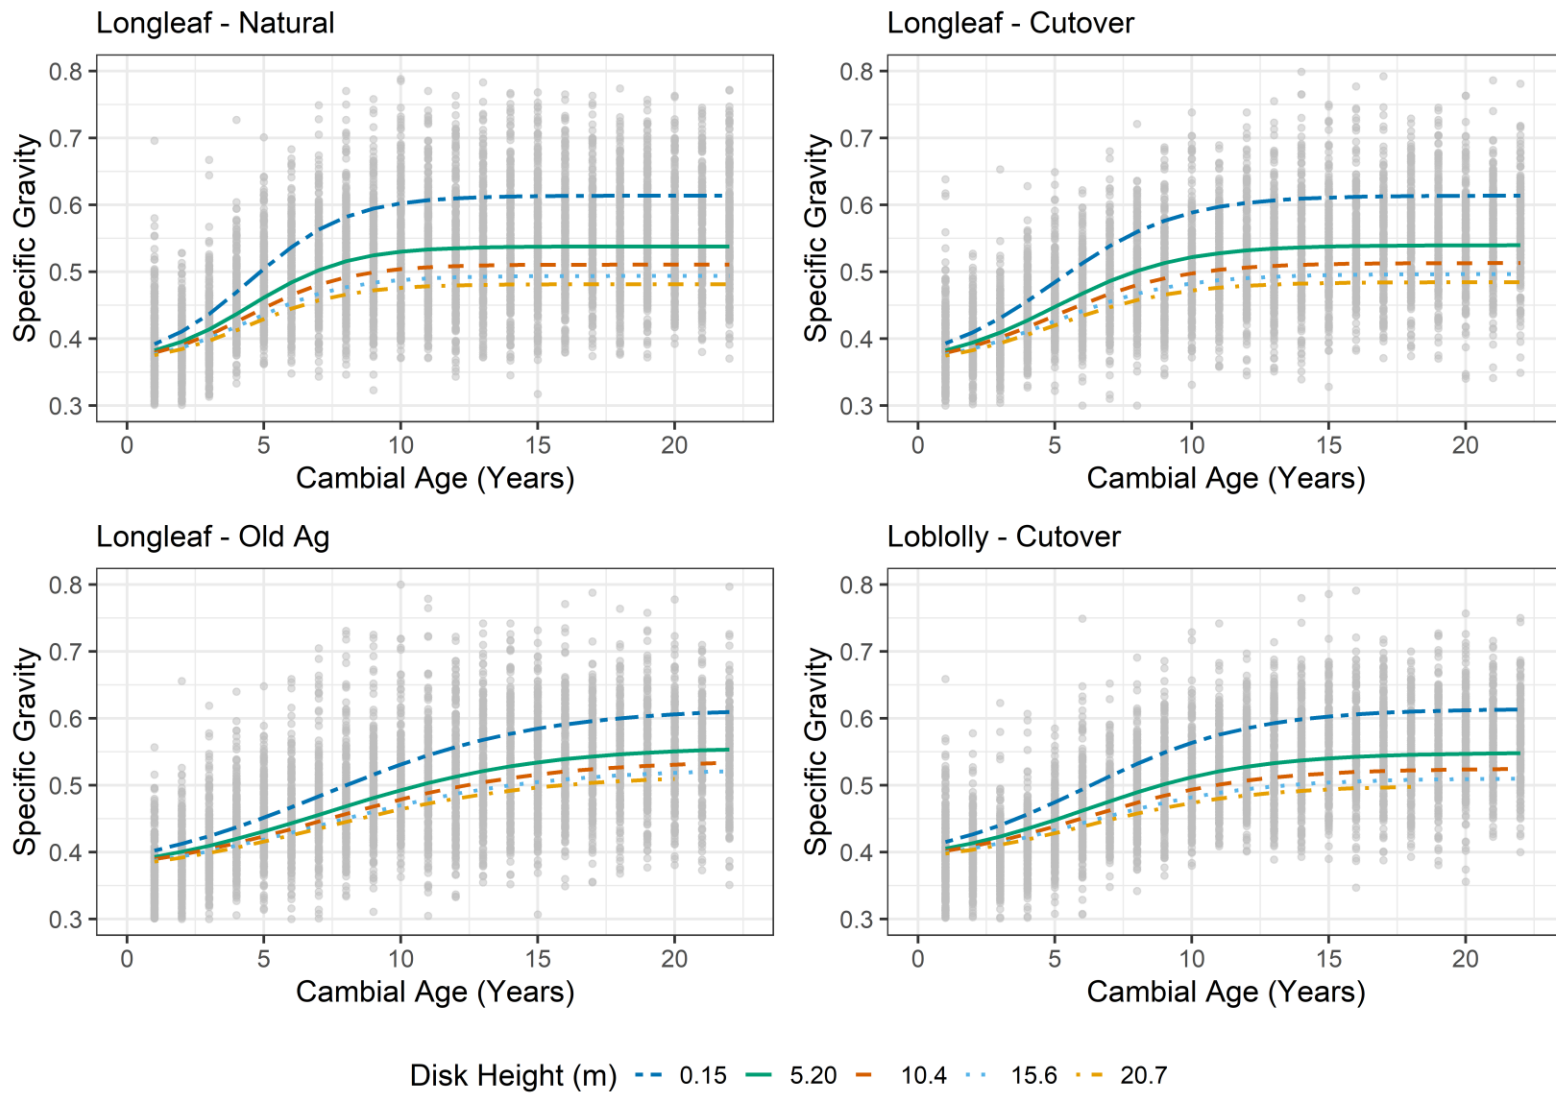 Longleaf - Natural
Longleaf - Cutover
0.8
0.7
0.6
0.5
0.4
0.3
Specific Gravity
0 5 10 15 20
Cambial Age (Years)
0.8
0.7
0.6
0.5
0.4
0.3
Specific Gravity
0 5 10 15 20
Cambial Age (Years)
Longleaf - Old Ag
Loblolly - Cutover
0.8
0.7
0.6
0.5
0.4
0.3
Specific Gravity
0 5 10 15 20
Cambial Age (Years)
0.8
0.7
0.6
0.5
0.4
0.3
Specific Gravity
0 5 10 15 20
Cambial Age (Years)
Disk Height (m) 0.15 5.20 10.4 15.6 20.7